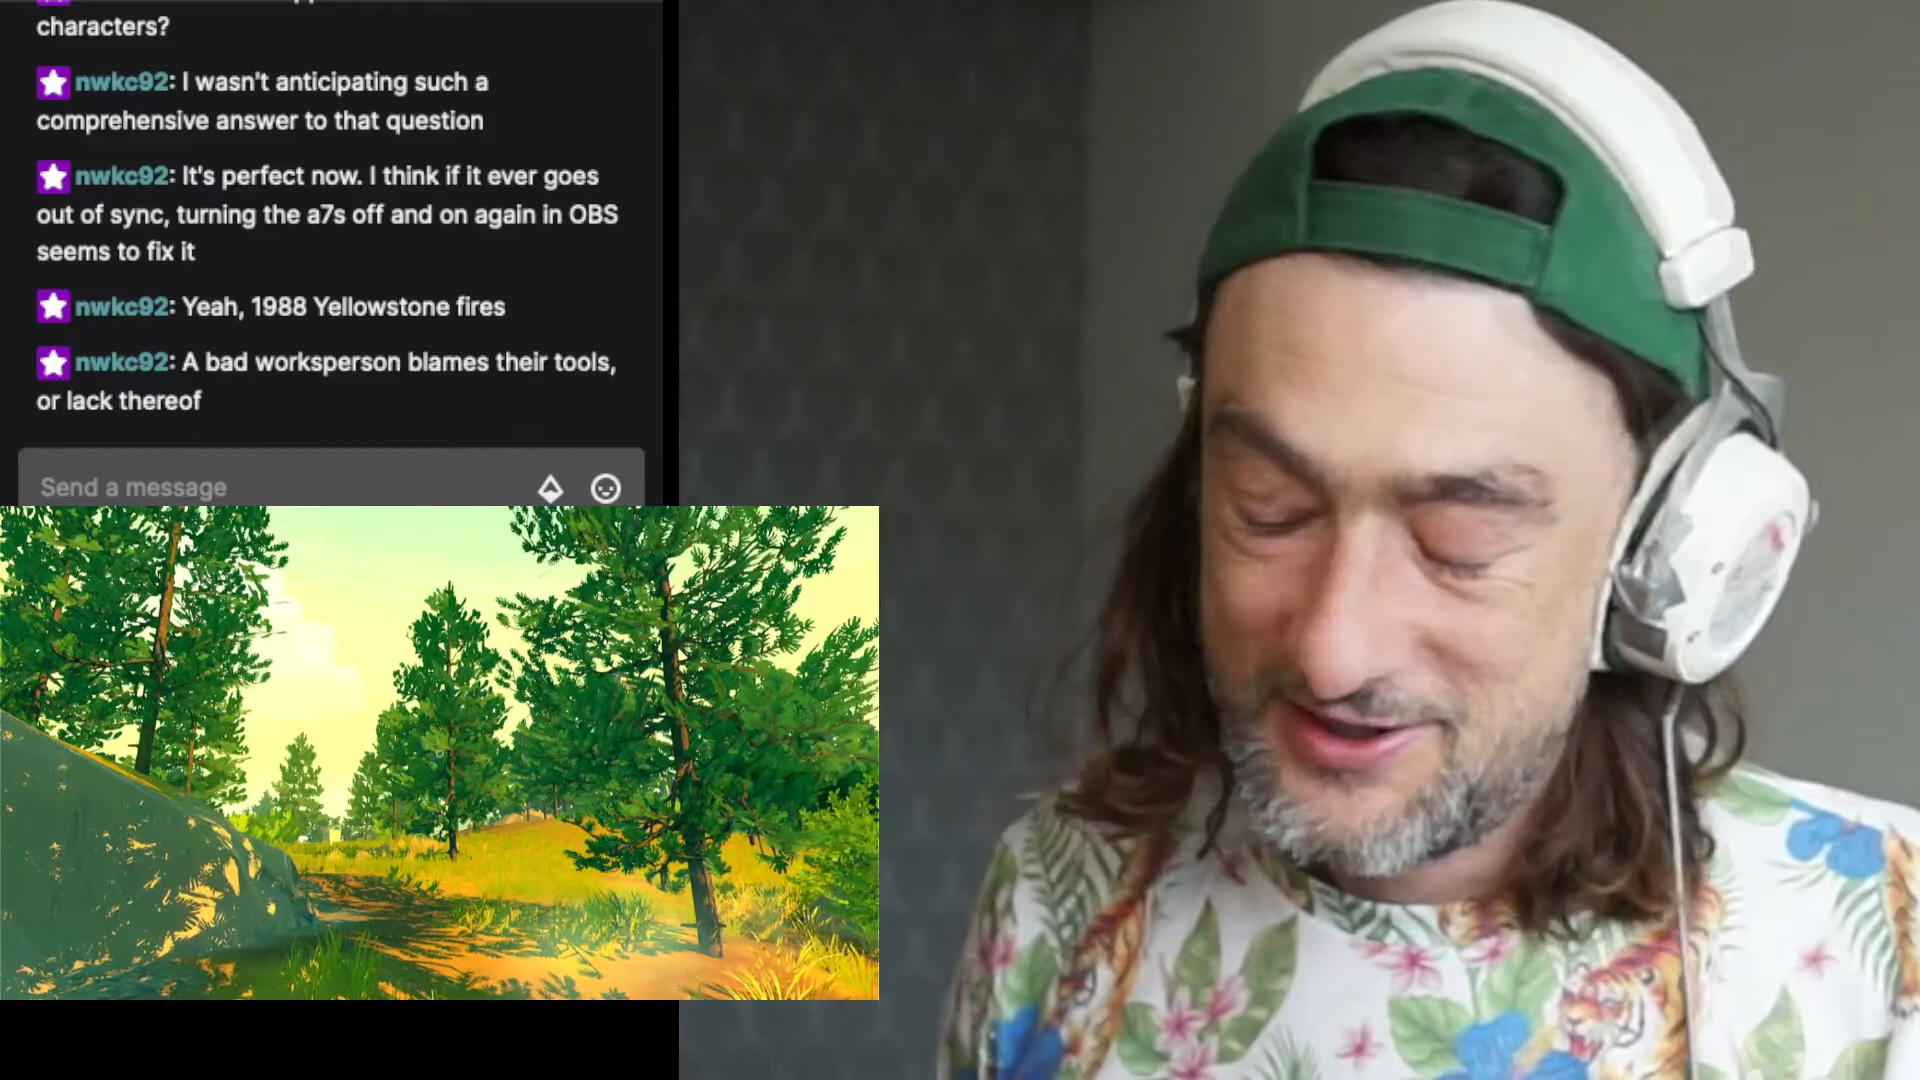 characters?
nwkc92: I wasn't anticipating such a
comprehensive answer to that question
nwkc92: It's perfect now. I think if it ever goes
out of sync, turning the a7s off and on again in OBS
seems to fix it
nwkc92: Yeah, 1988 Yellowstone fires
nwkc92: A bad worksperson blames their tools,
or lack thereof
Send a message